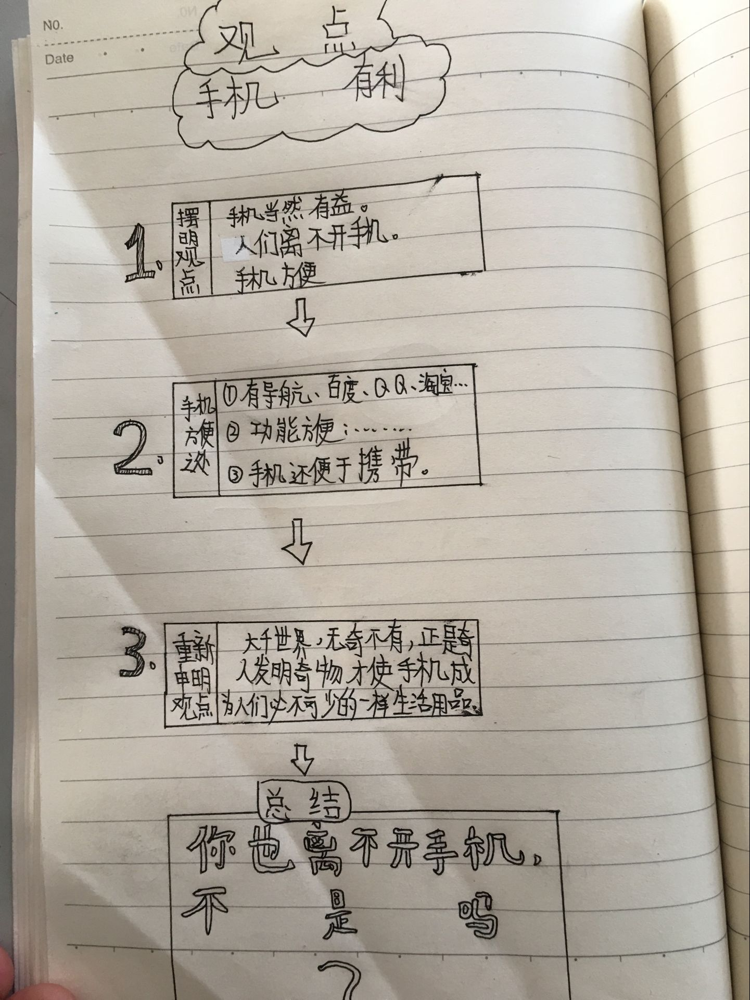 NO.
Date
观 点
手机 有利
1.
摆
明
观
点
手机当然有益。
人们离不开手机。
手机方便
2.
手机
方便
之处
①有导航、百度、QQ、淘宝…
②功能方便:………
③手机还便于携带。
3.
重新
申明
观点
大千世界,无奇不有,正是奇
人发明奇物才使手机成
为人们必不可少的一样生活用品。
总 结
你也离不开手机,
不 是 吗
?